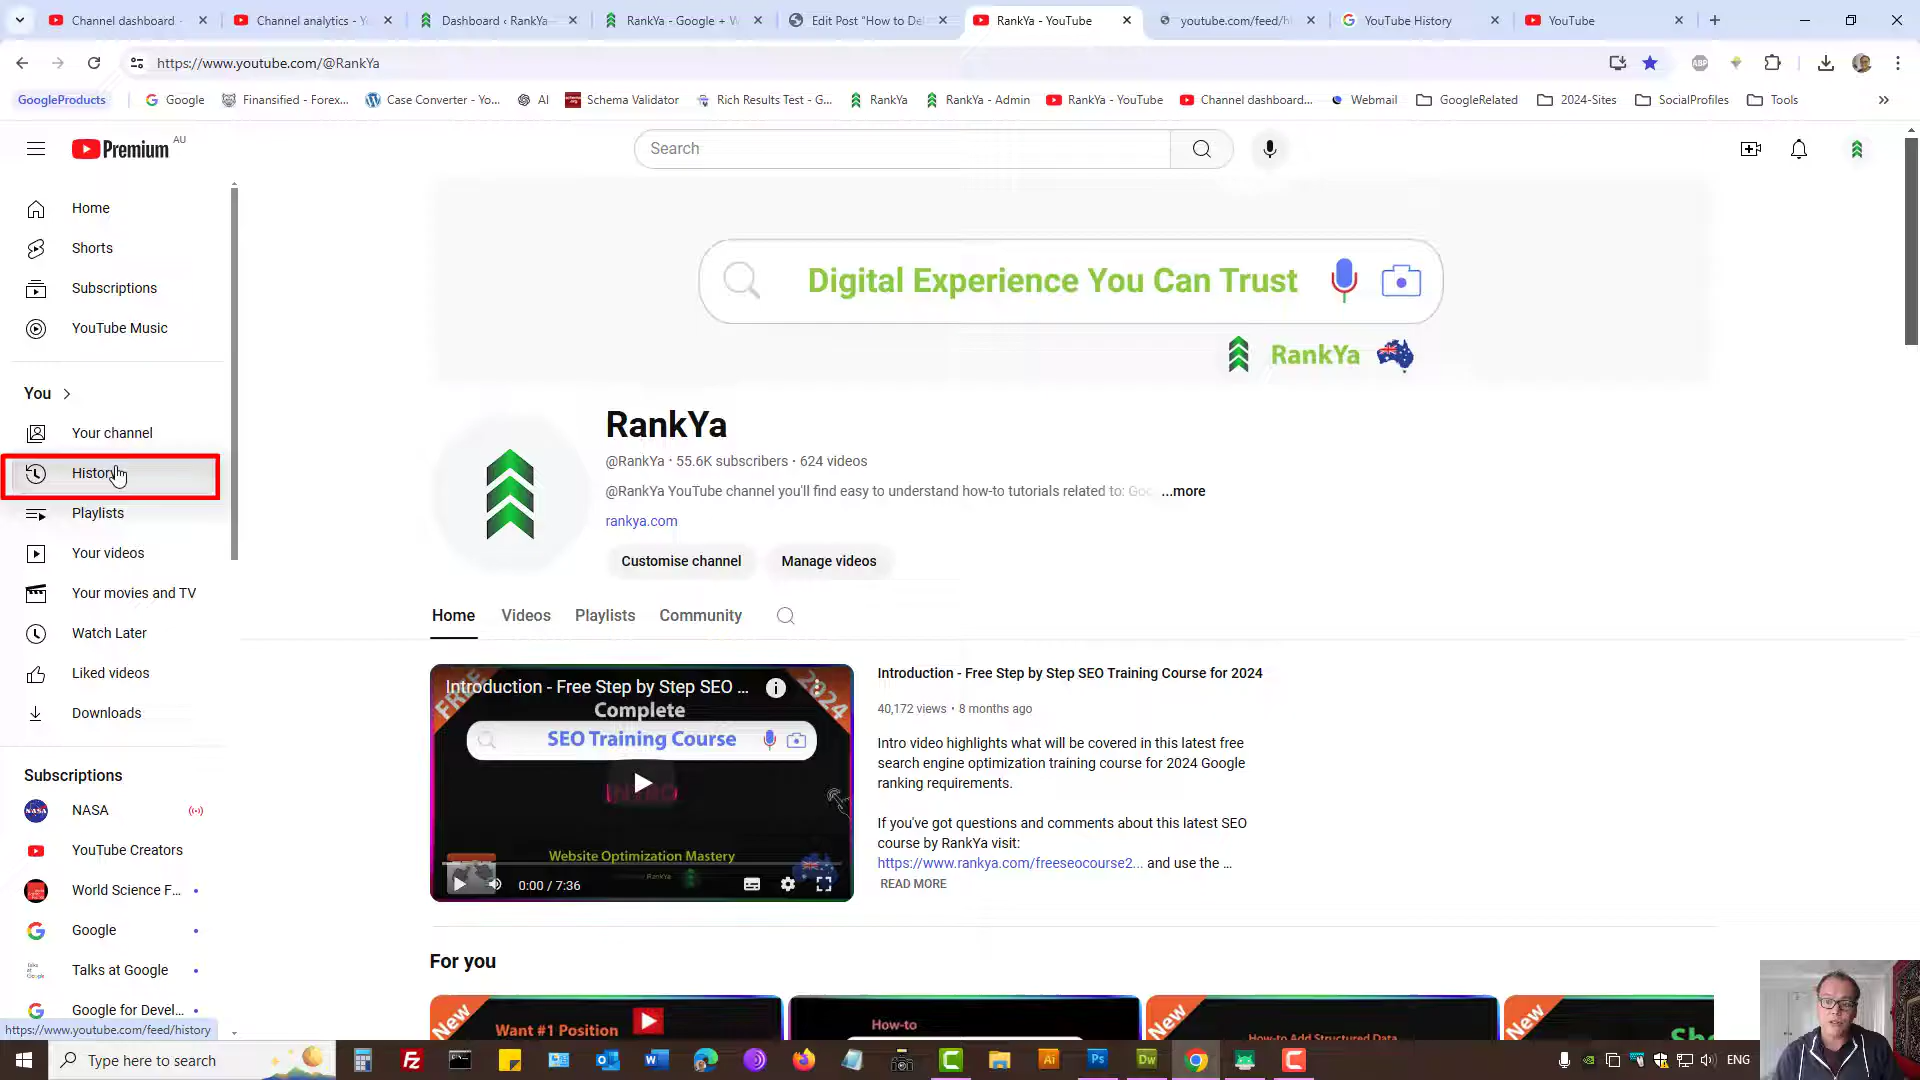 Channel dashboard -
Channel analytics - Y
Dashboard ‹ RankYa
RankYa - Google + W
Edit Post "How to Del
RankYa - YouTube
youtube.com/feed/hi
YouTube History
YouTube
https://www.youtube.com/@RankYa
GoogleProducts
Google
Finansified - Forex...
Case Converter - Yo...
AI
Schema Validator
Rich Results Test - G...
RankYa
RankYa - Admin
RankYa - YouTube
Channel dashboard...
Webmail
GoogleRelated
2024-Sites
SocialProfiles
Tools
Premium AU
Search
Home
Shorts
Subscriptions
YouTube Music
You
Your channel
History
Playlists
Your videos
Your movies and TV
Watch Later
Liked videos
Downloads
Subscriptions
NASA
YouTube Creators
World Science F...
Google
Talks at Google
Google for Devel...
https://www.youtube.com/feed/history
Digital Experience You Can Trust
RankYa
RankYa
@RankYa · 55.6K subscribers · 624 videos
@RankYa YouTube channel you'll find easy to understand how-to tutorials related to: Goo ...more
rankya.com
Customise channel
Manage videos
Home
Videos
Playlists
Community
Introduction - Free Step by Step SEO ...
FREE
2024
Complete
SEO Training Course
INTRO
Website Optimization Mastery
RankYa
0:00 / 7:36
Introduction - Free Step by Step SEO Training Course for 2024
40,172 views • 8 months ago
Intro video highlights what will be covered in this latest free
search engine optimization training course for 2024 Google
ranking requirements.
If you've got questions and comments about this latest SEO
course by RankYa visit:
https://www.rankya.com/freeseocourse2... and use the ...
READ MORE
For you
New
Want #1 Position
How-to
New
How-to Add Structured Data
New
Type here to search
ENG